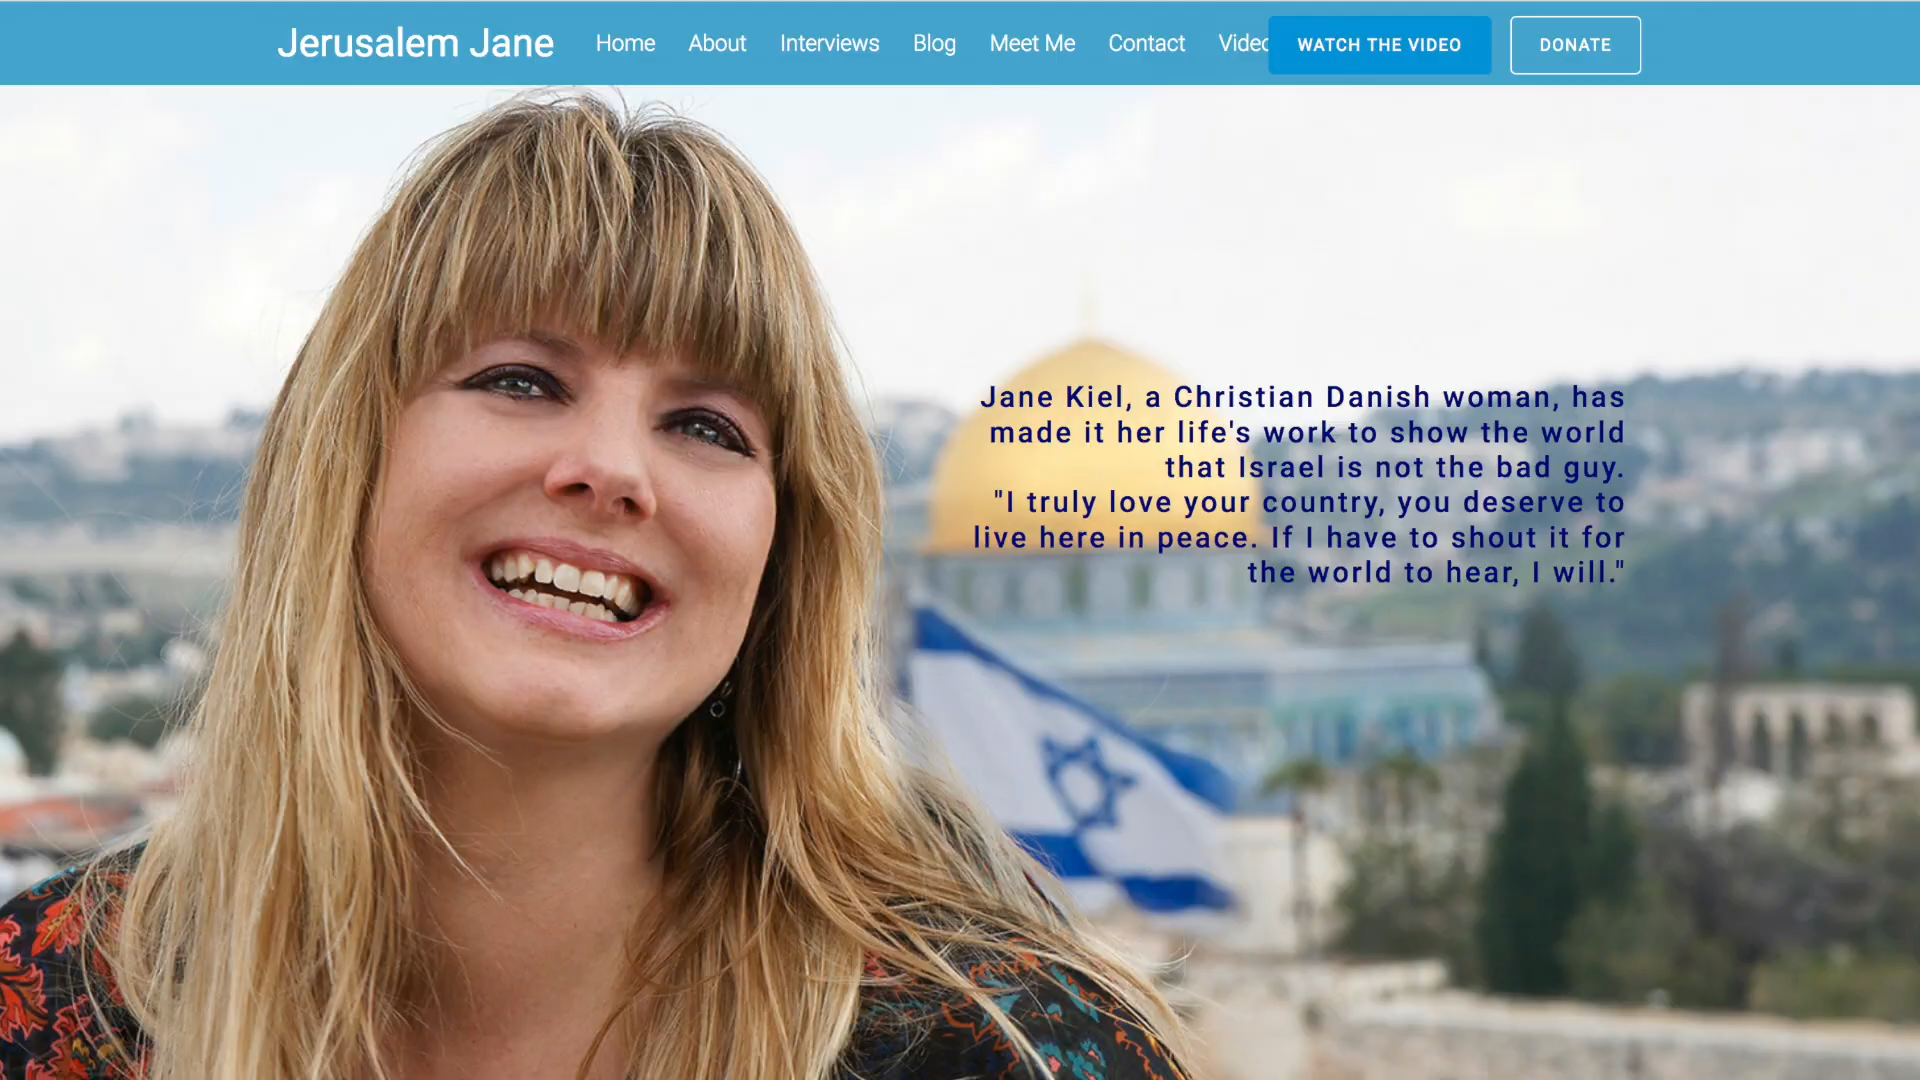 Jerusalem Jane
Home About Interviews Blog Meet Me Contact Video WATCH THE VIDEO DONATE
Jane Kiel, a Christian Danish woman, has
made it her life's work to show the world
that Israel is not the bad guy.
"I truly love your country, you deserve to
live here in peace. If I have to shout it for
the world to hear, I will."